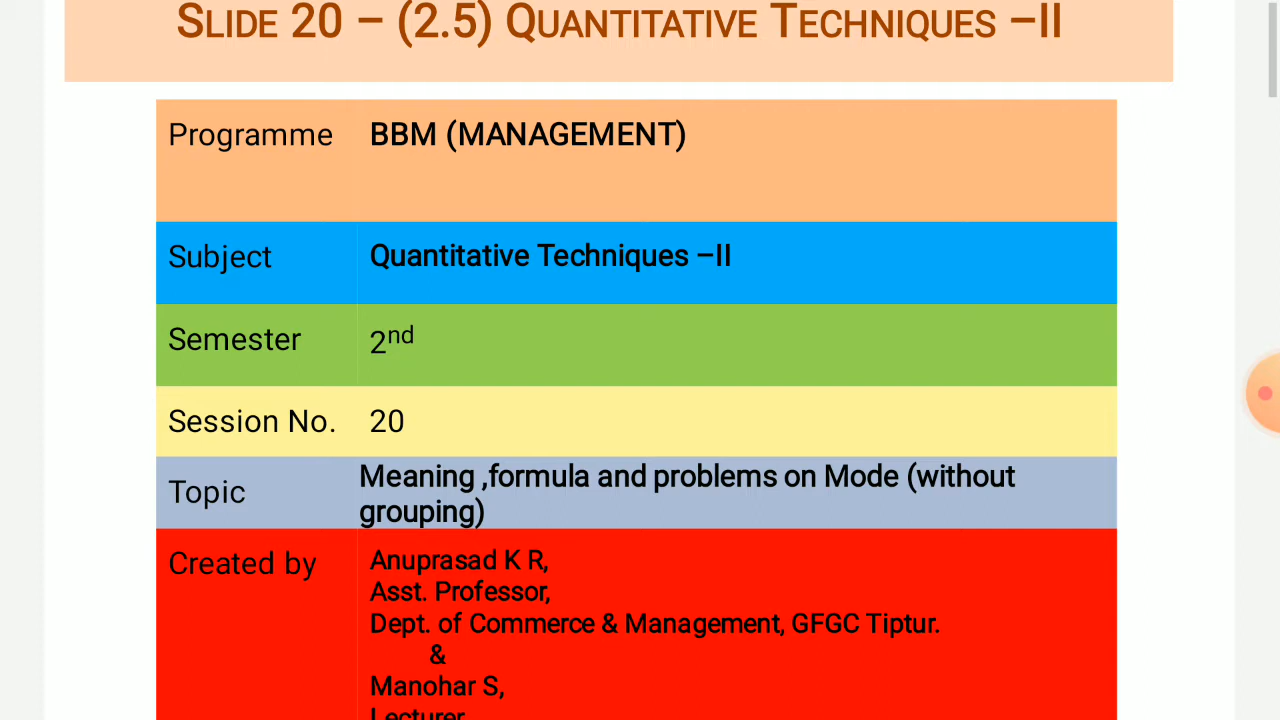 SLIDE 20 – (2.5) QUANTITATIVE TECHNIQUES –II
Programme BBM (MANAGEMENT)
Subject Quantitative Techniques –II
Semester 2nd
Session No. 20
Topic Meaning ,formula and problems on Mode (without
grouping)
Created by Anuprasad K R,
Asst. Professor,
Dept. of Commerce & Management, GFGC Tiptur.
&
Manohar S,
Lecturer